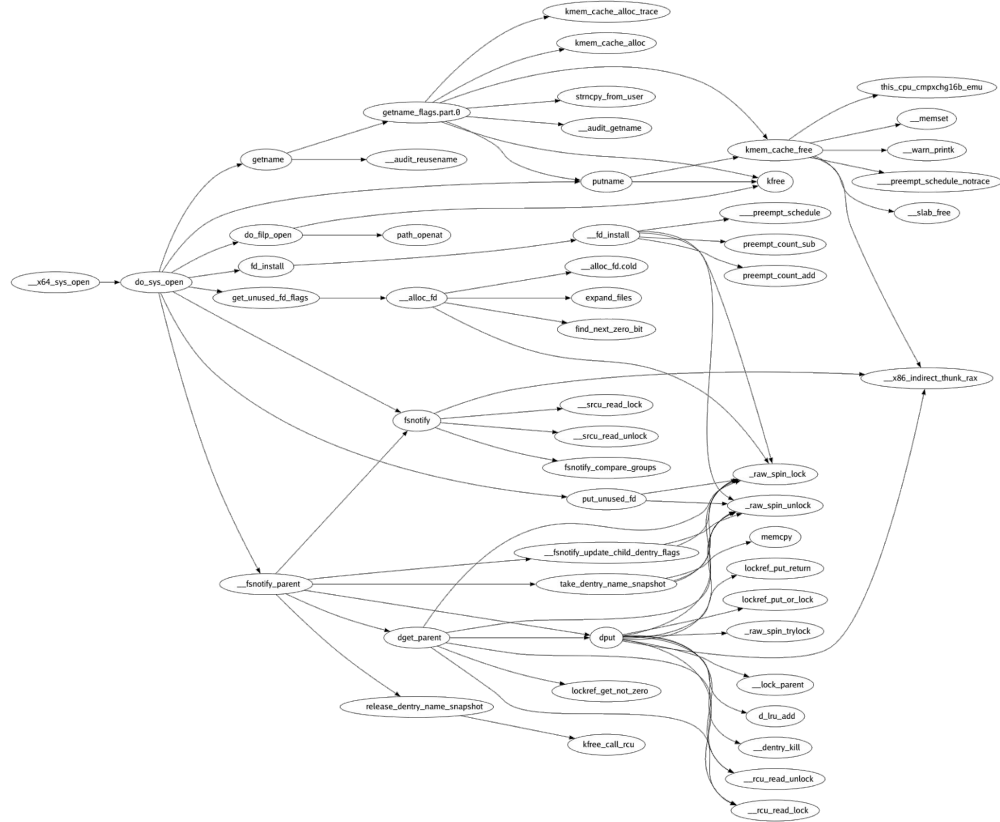 kmem_cache_alloc_trace
kmem_cache_alloc
this_cpu_cmpxchg16b_emu
strncpy_from_user
getname_flags.part.0
__memset
__audit_getname
kmem_cache_free
__warn_printk
getname
__audit_reusename
putname
kfree
___preempt_schedule_notrace
__slab_free
___preempt_schedule
do_filp_open
path_openat
__fd_install
preempt_count_sub
fd_install
__alloc_fd.cold
preempt_count_add
__x64_sys_open
do_sys_open
get_unused_fd_flags
__alloc_fd
expand_files
find_next_zero_bit
__x86_indirect_thunk_rax
__srcu_read_lock
fsnotify
__srcu_read_unlock
fsnotify_compare_groups
_raw_spin_lock
put_unused_fd
_raw_spin_unlock
memcpy
__fsnotify_update_child_dentry_flags
lockref_put_return
__fsnotify_parent
take_dentry_name_snapshot
lockref_put_or_lock
_raw_spin_trylock
dget_parent
dput
__lock_parent
lockref_get_not_zero
release_dentry_name_snapshot
d_lru_add
kfree_call_rcu
__dentry_kill
__rcu_read_unlock
__rcu_read_lock